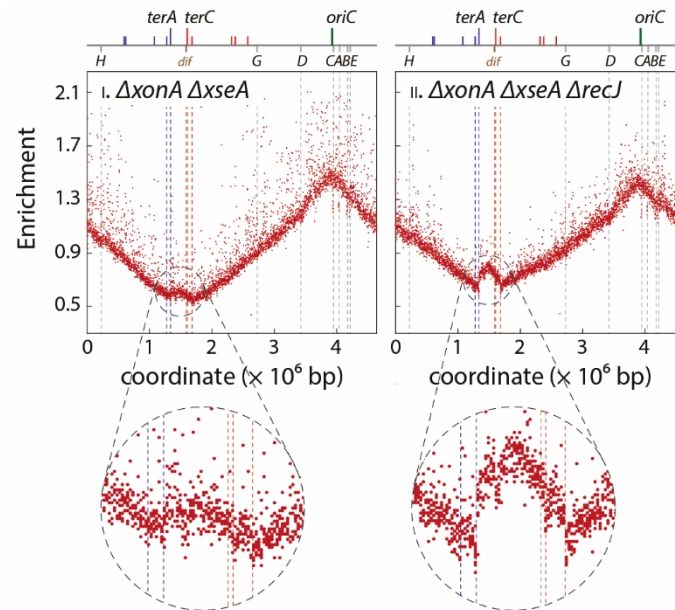 terA terC oriC
H dif G D CABE
I. ΔxonA ΔxseA
Enrichment
2.1
1.7
1.3
0.9
0.5
0 1 2 3 4
coordinate (× 10⁶ bp)
terA terC oriC
H dif G D CABE
II. ΔxonA ΔxseA ΔrecJ
0 1 2 3 4
coordinate (× 10⁶ bp)